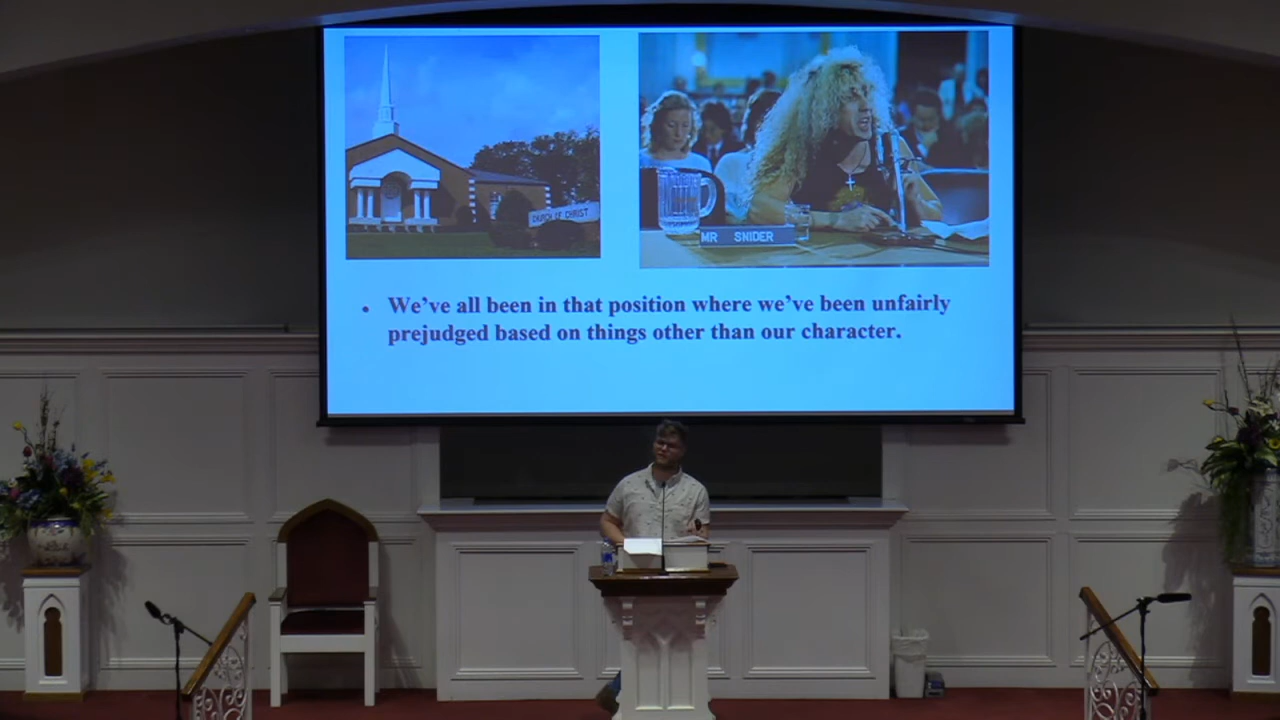 CHURCH OF CHRIST
MR SNIDER
• We've all been in that position where we've been unfairly
prejudged based on things other than our character.